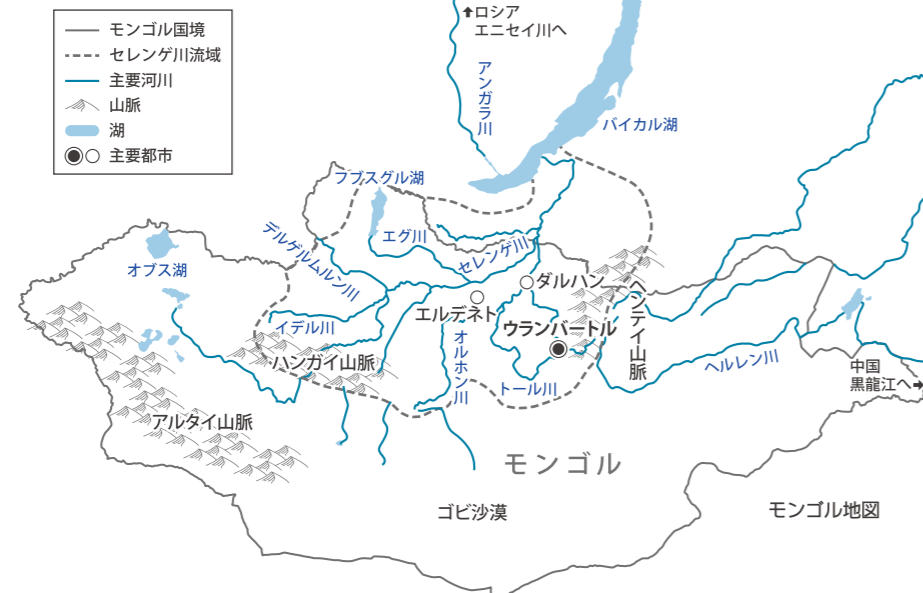 モンゴル国境
セレンゲ川流域
主要河川
山脈
湖
主要都市
ロシア
エニセイ川へ
アンガラ川
バイカル湖
フブスグル湖
デルゲルムルン川
エグ川
セレンゲ川
オブス湖
ダルハン
エルデネト
イデル川
ウランバートル
ヘンテイ山脈
ハンガイ山脈
オルホン川
トール川
ヘルレン川
中国
黒龍江へ
アルタイ山脈
モンゴル
ゴビ沙漠
モンゴル地図